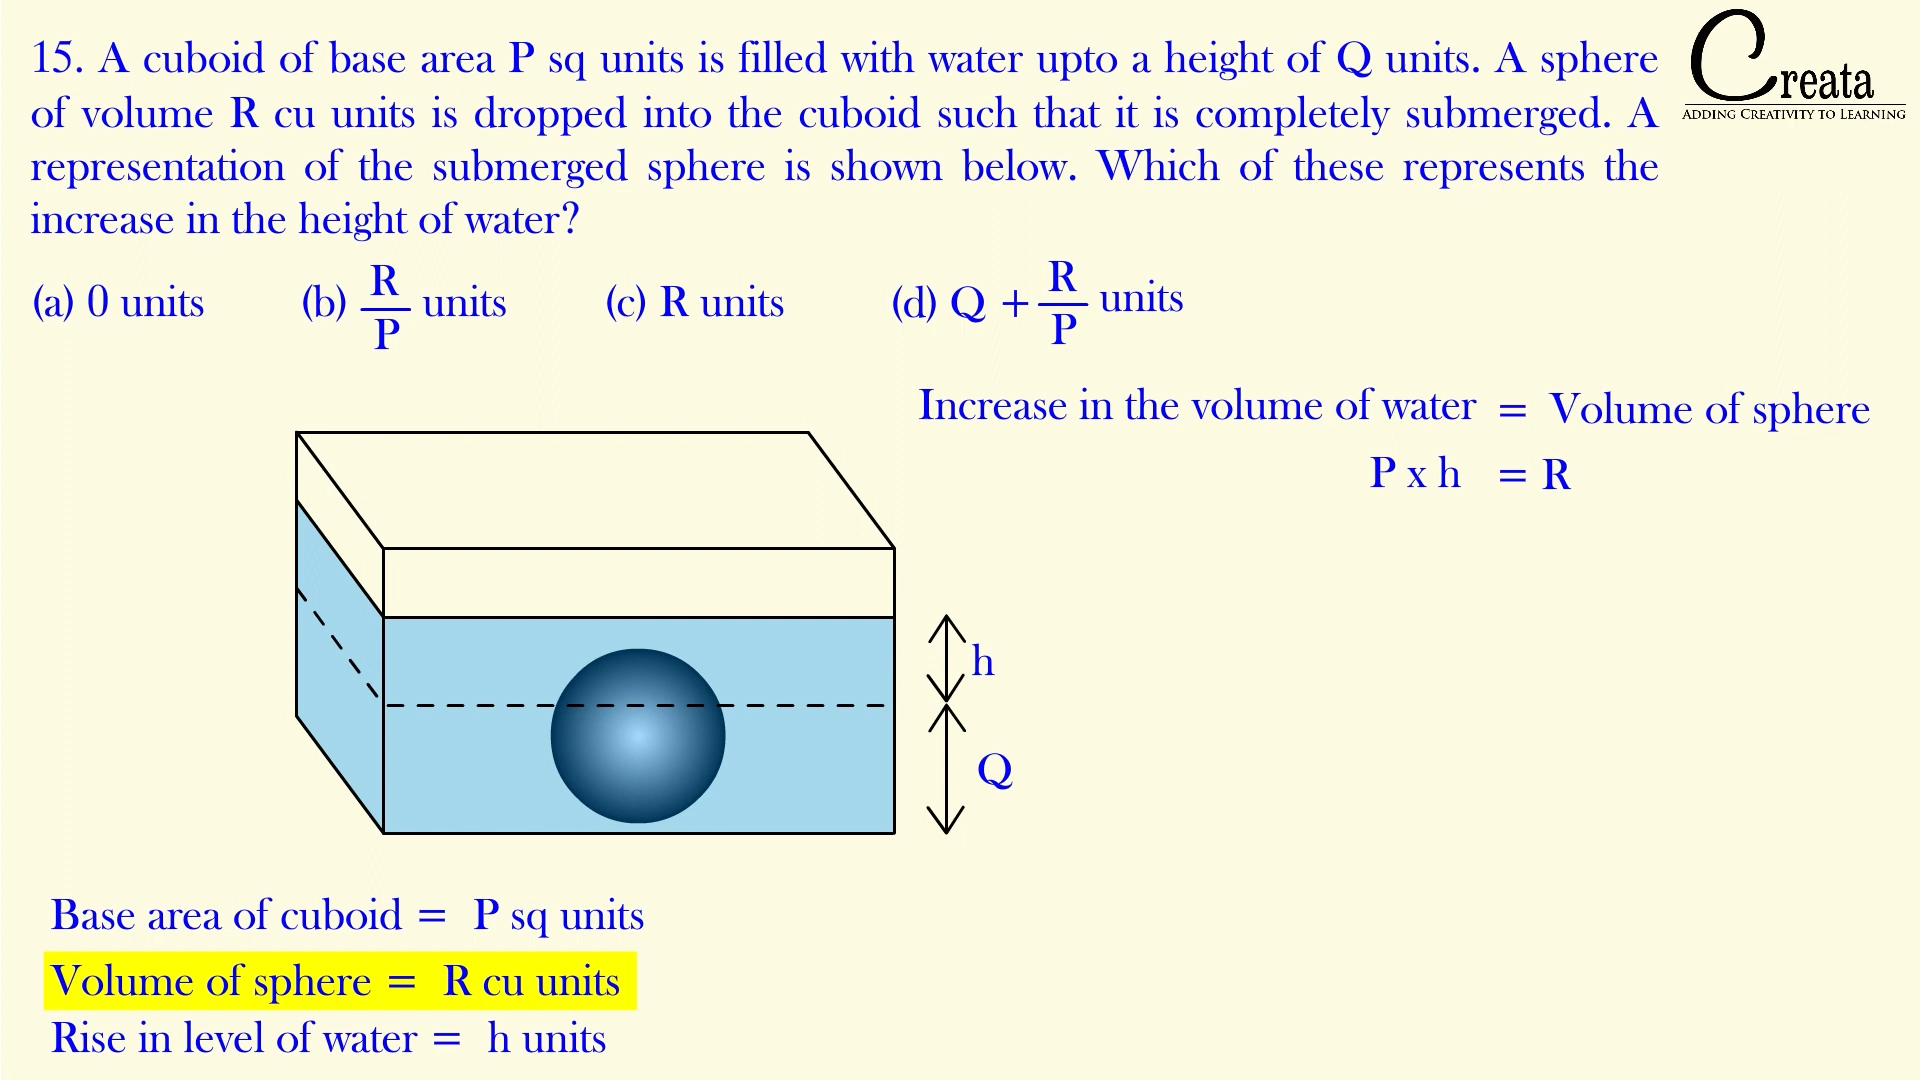 15. A cuboid of base area P sq units is filled with water upto a height of Q units. A sphere
of volume R cu units is dropped into the cuboid such that it is completely submerged. A
representation of the submerged sphere is shown below. Which of these represents the
increase in the height of water?
Creata
ADDING CREATIVITY TO LEARNING
(a) 0 units (b) R/P units (c) R units (d) Q + R/P units
Increase in the volume of water = Volume of sphere
P x h = R
h
Q
Base area of cuboid = P sq units
Volume of sphere = R cu units
Rise in level of water = h units